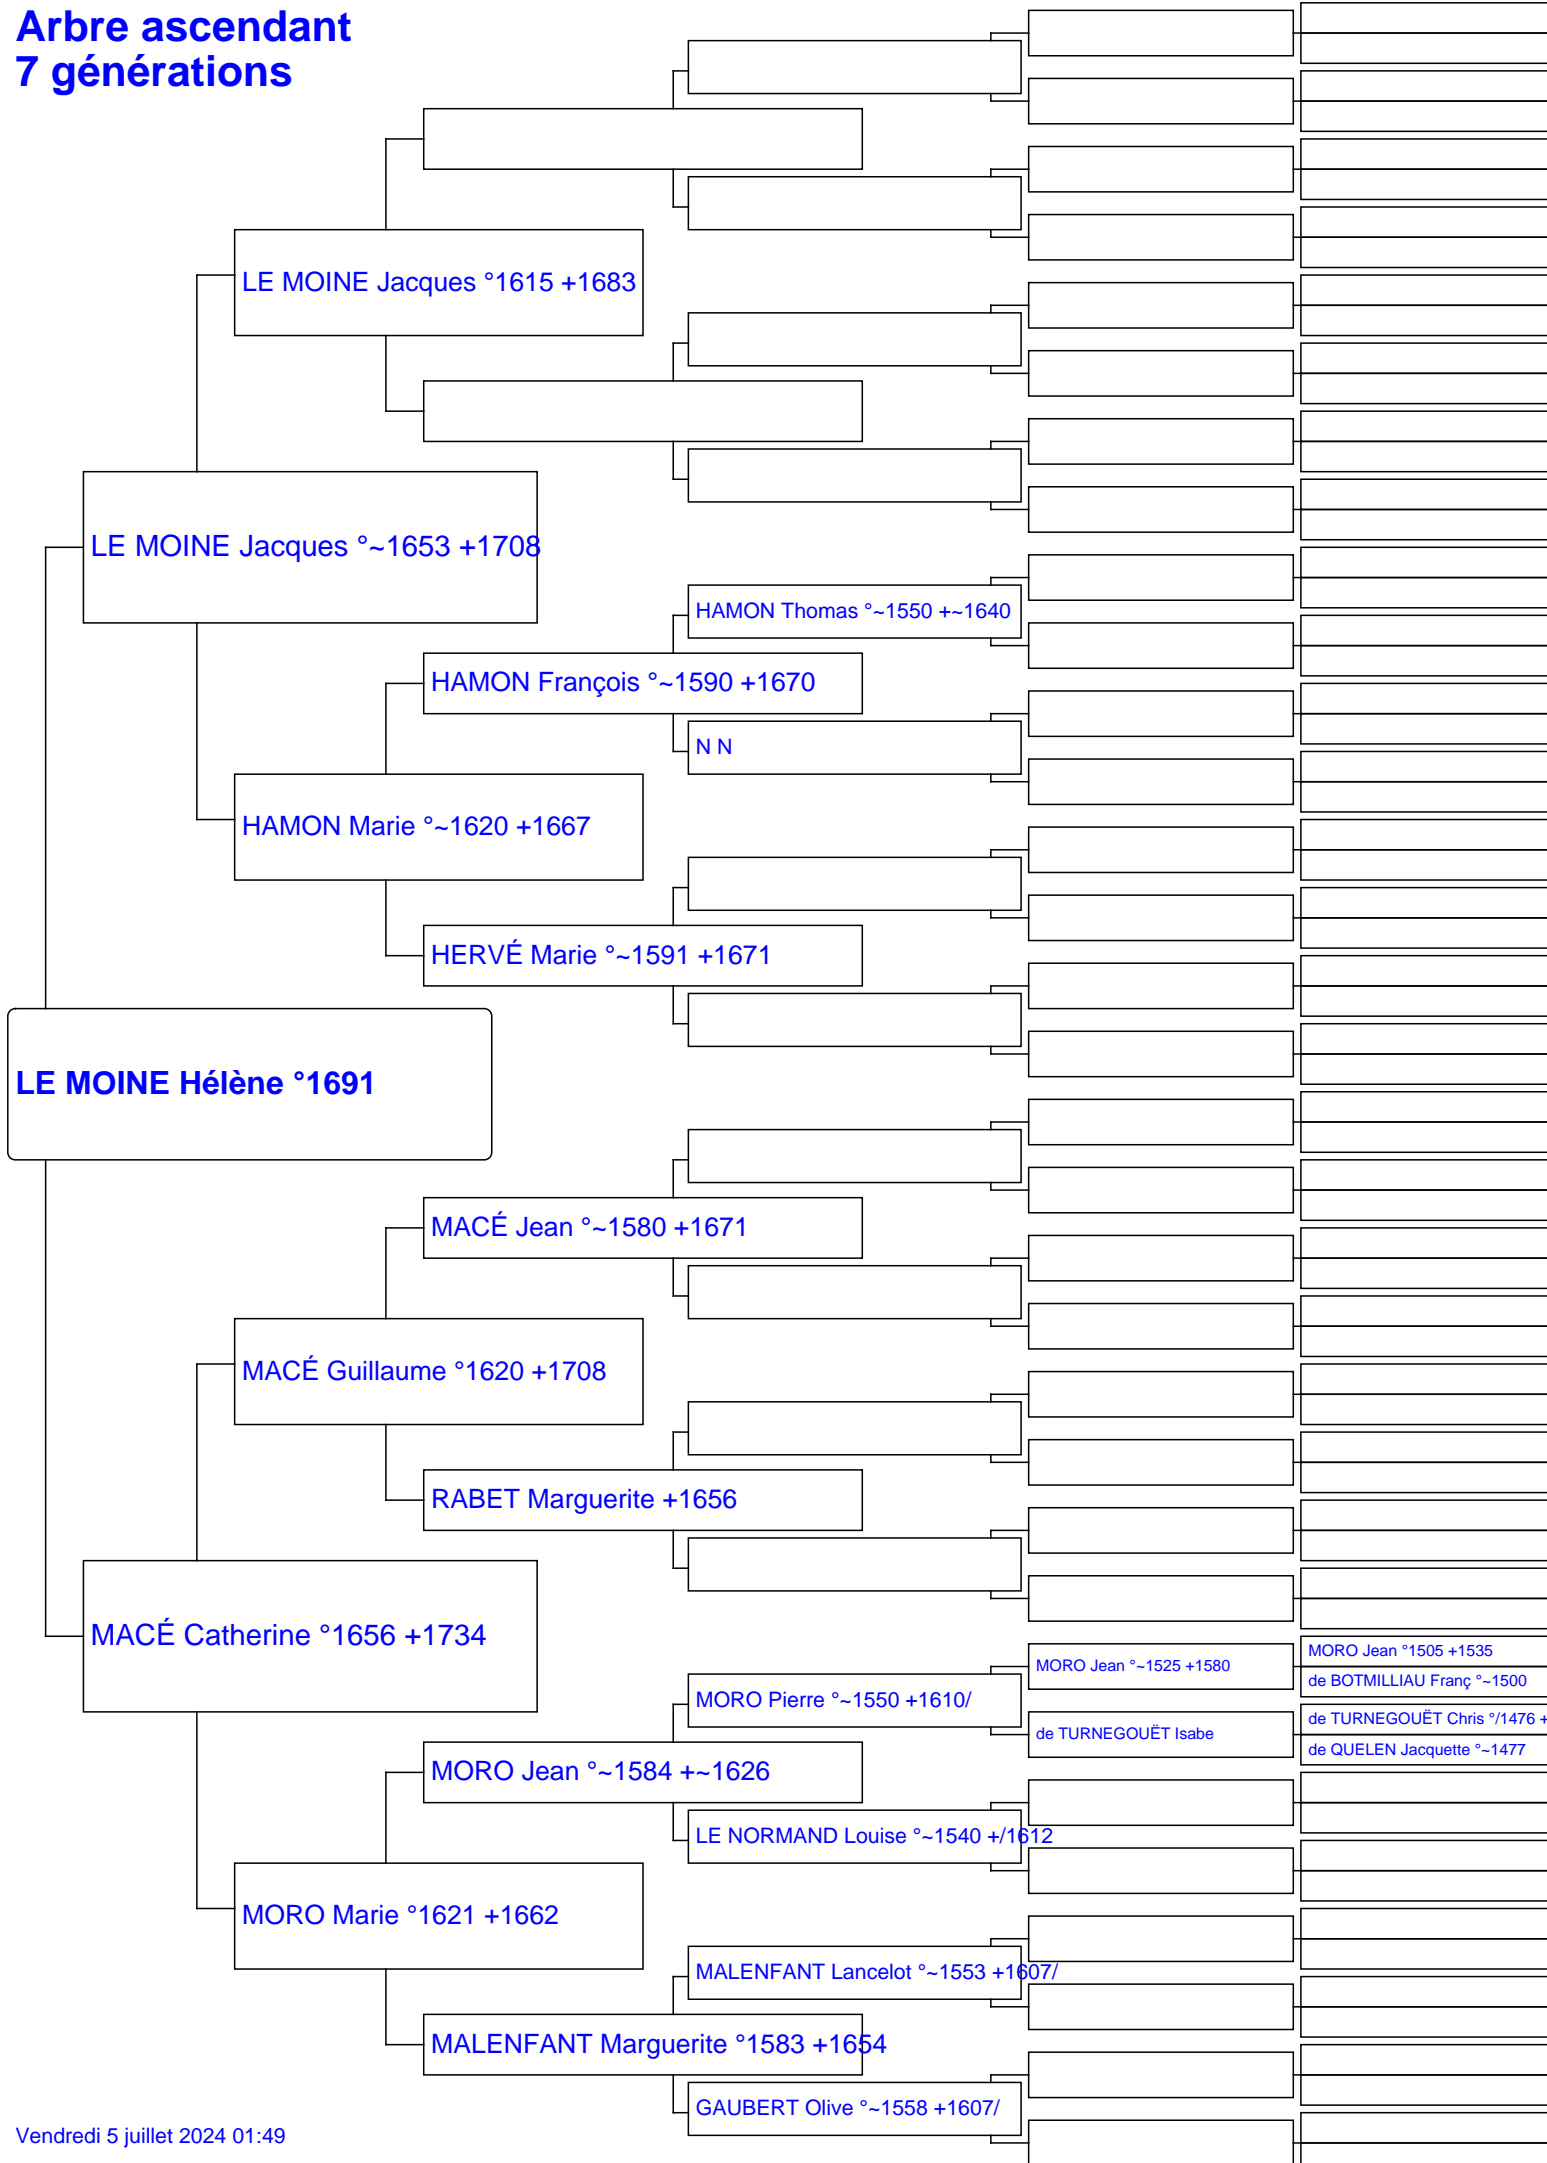 Arbre ascendant
7 générations
LE MOINE Jacques °1615 +1683
LE MOINE Jacques °~1653 +1708
HAMON Thomas °~1550 +~1640
HAMON François °~1590 +1670
N N
HAMON Marie °~1620 +1667
HERVÉ Marie °~1591 +1671
LE MOINE Hélène °1691
MACÉ Jean °~1580 +1671
MACÉ Guillaume °1620 +1708
RABET Marguerite +1656
MACÉ Catherine °1656 +1734
MORO Jean °1505 +1535
MORO Jean °~1525 +1580
de BOTMILLIAU Franç °~1500
MORO Pierre °~1550 +1610/
de TURNEGOUËT Chris °/1476 +
de TURNEGOUËT Isabe
de QUELEN Jacquette °~1477
MORO Jean °~1584 +~1626
LE NORMAND Louise °~1540 +/1612
MORO Marie °1621 +1662
MALENFANT Lancelot °~1553 +1607/
MALENFANT Marguerite °1583 +1654
GAUBERT Olive °~1558 +1607/
Vendredi 5 juillet 2024 01:49